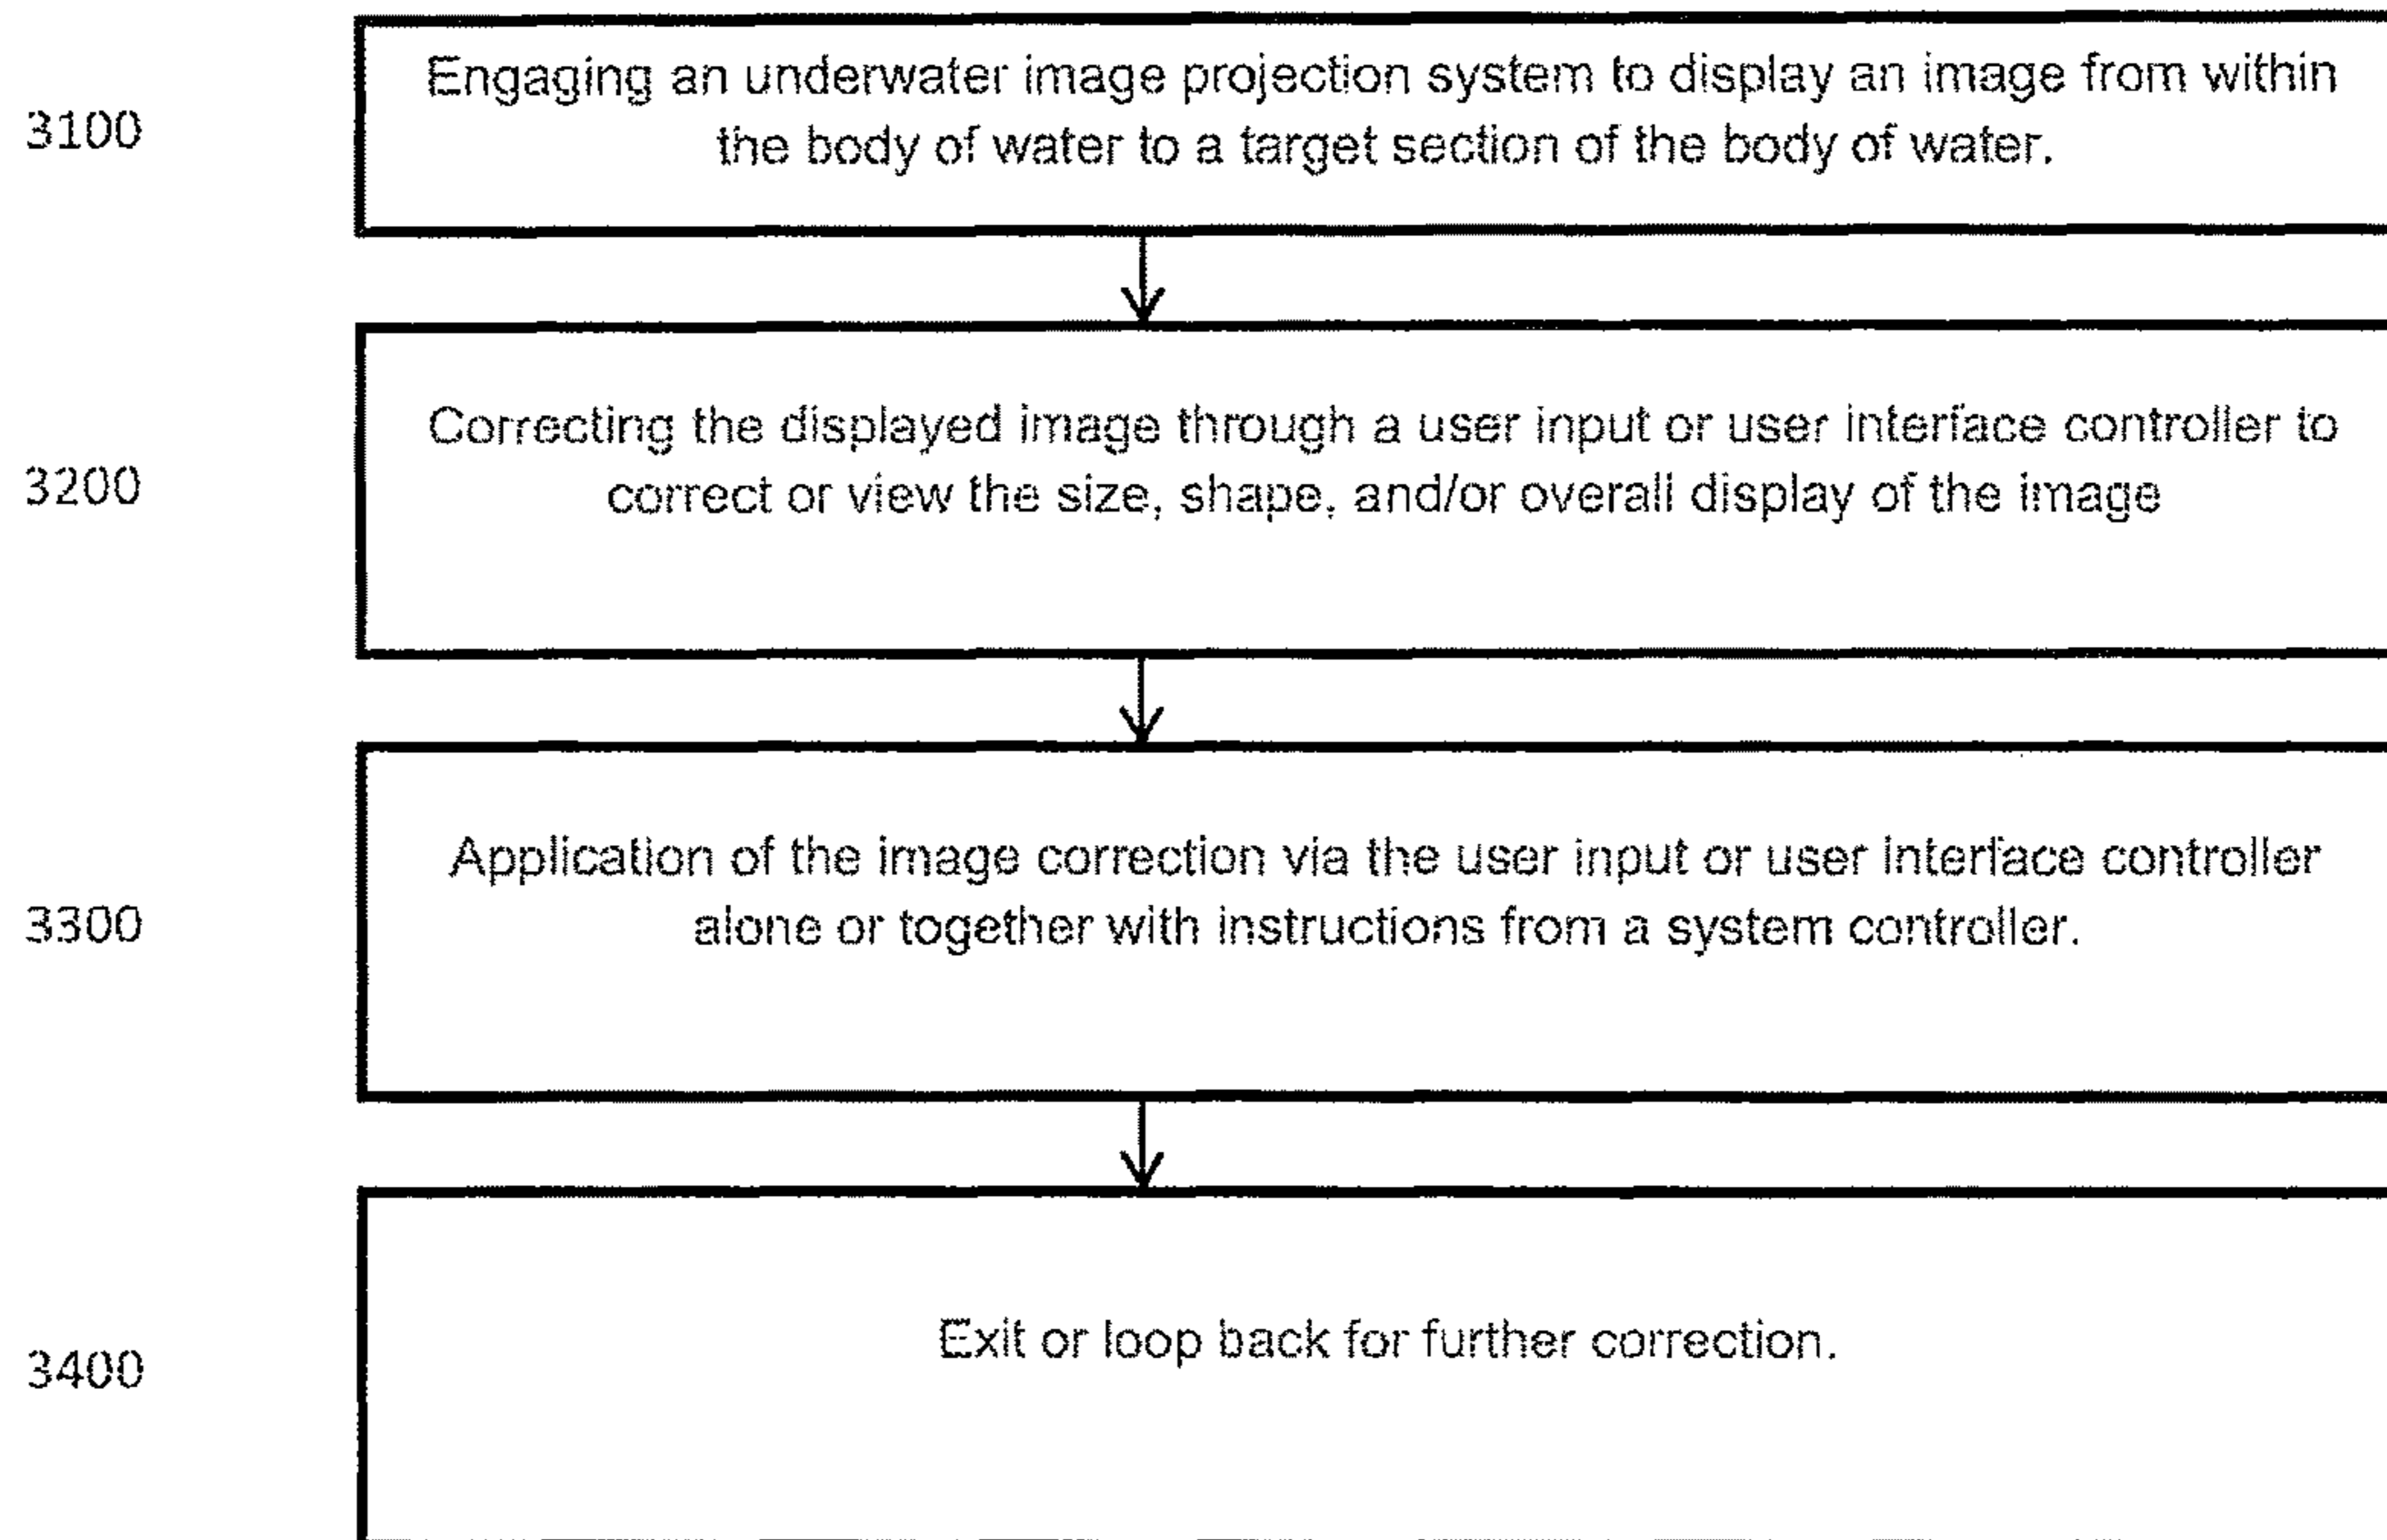 3100
Engaging an underwater image projection system to display an image from within
the body of water to a target section of the body of water.
3200
Correcting the displayed image through a user input or user interface controller to
correct or view the size, shape, and/or overall display of the image
3300
Application of the image correction via the user input or user interface controller
alone or together with instructions from a system controller.
3400
Exit or loop back for further correction.